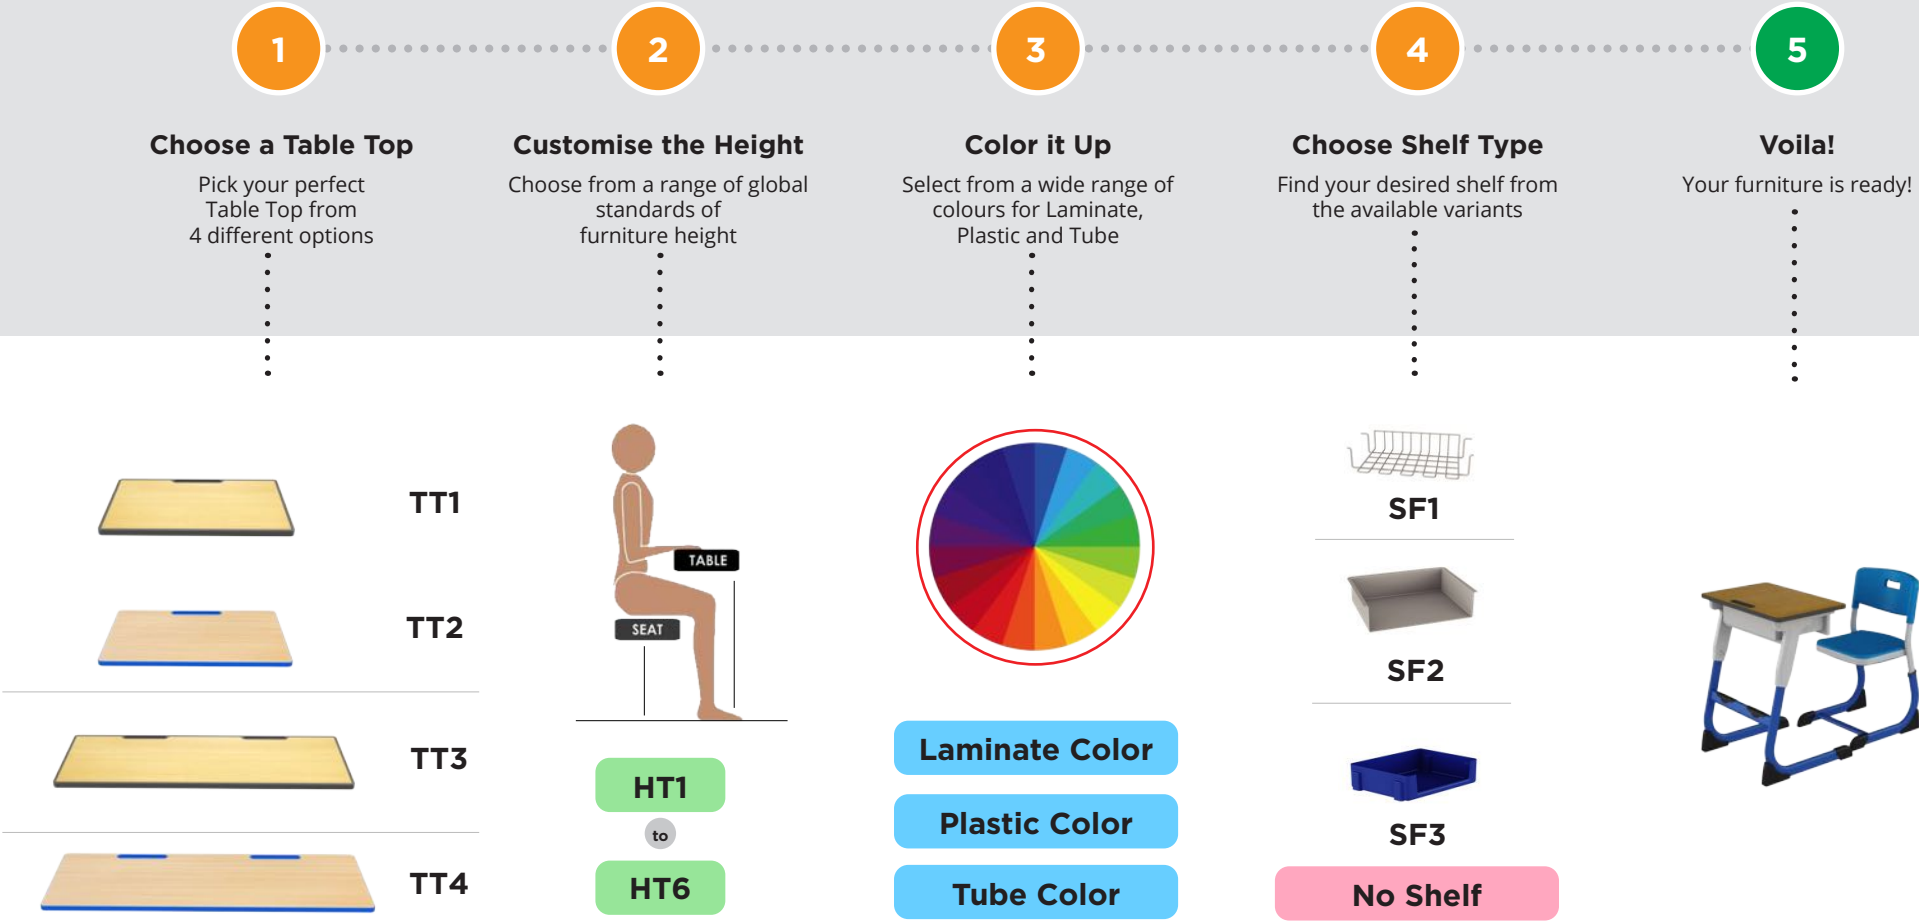 1
2
3
4
5
Choose a Table Top
Pick your perfect
Table Top from
4 different options
Customise the Height
Choose from a range of global
standards of
furniture height
Color it Up
Select from a wide range of
colours for Laminate,
Plastic and Tube
Choose Shelf Type
Find your desired shelf from
the available variants
Voila!
Your furniture is ready!
TT1
TT2
TT3
TT4
TABLE
SEAT
HT1
to
HT6
Laminate Color
Plastic Color
Tube Color
SF1
SF2
SF3
No Shelf